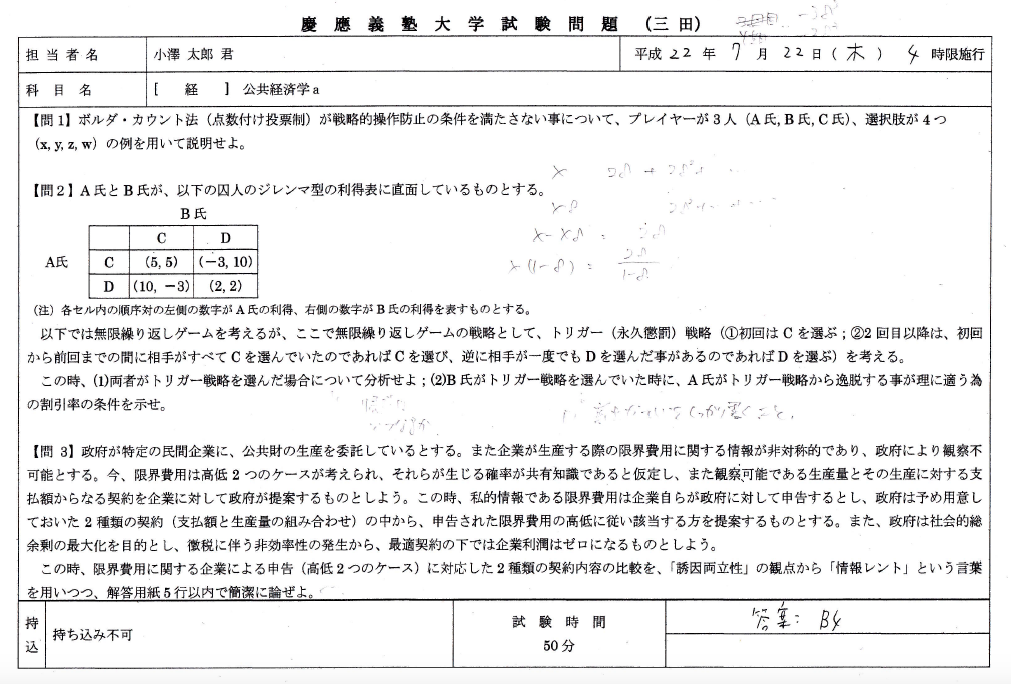 慶應義塾大学試験問題 (三田)
担当者名 小澤 太郎 君 平成 22 年 7 月 22 日 (木) 4 時限施行
科目名 [ 経 ] 公共経済学a
【問1】ボルダ・カウント法(点数付け投票制)が戦略的操作防止の条件を満たさない事について、プレイヤーが3人(A氏, B氏, C氏)、選択肢が4つ
(x, y, z, w)の例を用いて説明せよ。
【問2】A氏とB氏が、以下の囚人のジレンマ型の利得表に直面しているものとする。
B氏
C D
A氏 C (5, 5) (−3, 10)
D (10, −3) (2, 2)
(注)各セル内の順序対の左側の数字がA氏の利得、右側の数字がB氏の利得を表すものとする。
以下では無限繰り返しゲームを考えるが、ここで無限繰り返しゲームの戦略として、トリガー(永久懲罰)戦略(①初回はCを選ぶ;②2回目以降は、初回
から前回までの間に相手がすべてCを選んでいたのであればCを選び、逆に相手が一度でもDを選んだ事があるのであればDを選ぶ)を考える。
この時、(1)両者がトリガー戦略を選んだ場合について分析せよ;(2)B氏がトリガー戦略を選んでいた時に、A氏がトリガー戦略から逸脱する事が理に適う為
の割引率の条件を示せ。
【問 3】政府が特定の民間企業に、公共財の生産を委託しているとする。また企業が生産する際の限界費用に関する情報が非対称的であり、政府により観察不
可能とする。今、限界費用は高低2つのケースが考えられ、それらが生じる確率が共有知識であると仮定し、また観察可能である生産量とその生産に対する支
払額からなる契約を企業に対して政府が提案するものとしよう。この時、私的情報である限界費用は企業自らが政府に対して申告するとし、政府は予め用意し
ておいた2種類の契約(支払額と生産量の組み合わせ)の中から、申告された限界費用の高低に従い該当する方を提案するものとする。また、政府は社会的総
余剰の最大化を目的とし、徴税に伴う非効率性の発生から、最適契約の下では企業利潤はゼロになるものとしよう。
この時、限界費用に関する企業による申告(高低2つのケース)に対応した2種類の契約内容の比較を、「誘因両立性」の観点から「情報レント」という言葉
を用いつつ、解答用紙5行以内で簡潔に論ぜよ。
持込 持ち込み不可 試験時間 答案: B4
50分